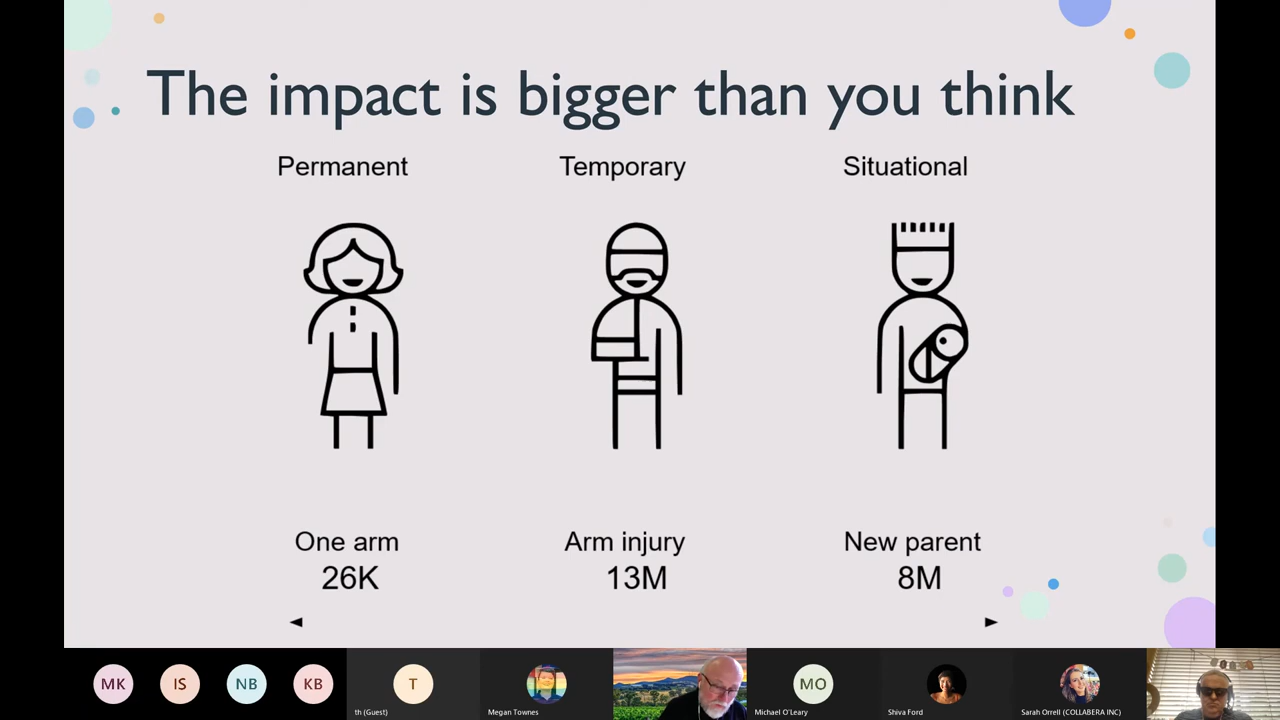 The impact is bigger than you think
Permanent
Temporary
Situational
One arm
26K
Arm injury
13M
New parent
8M
MK
IS
NB
KB
T
MO
th (Guest)
Megan Townes
Michael O'Leary
Shiva Ford
Sarah Orrell (COLLABERA INC)